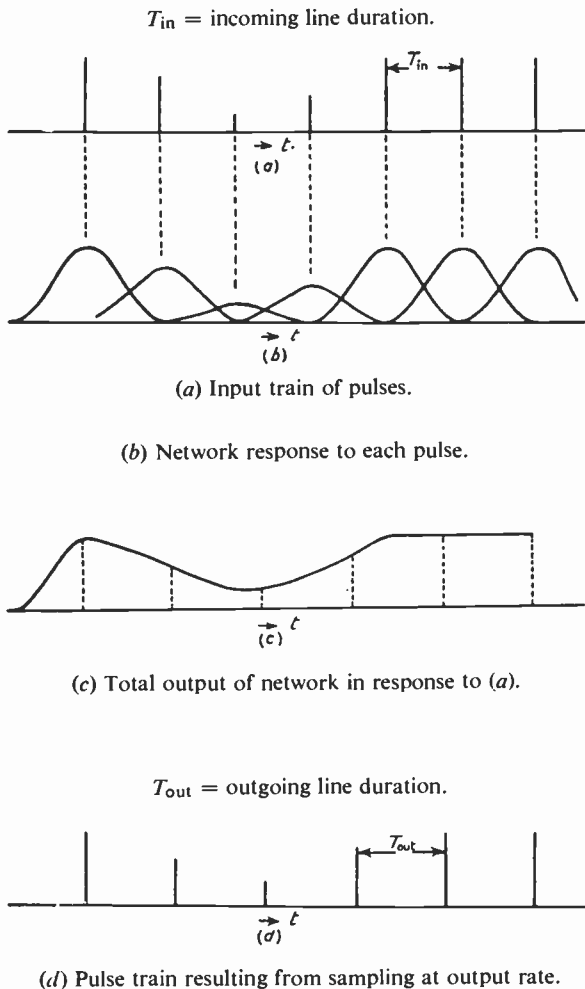 T_in = incoming line duration.
T_in
t.
(a)
t
(b)
(a) Input train of pulses.
(b) Network response to each pulse.
t
(c)
(c) Total output of network in response to (a).
T_out = outgoing line duration.
T_out
t
(d)
(d) Pulse train resulting from sampling at output rate.